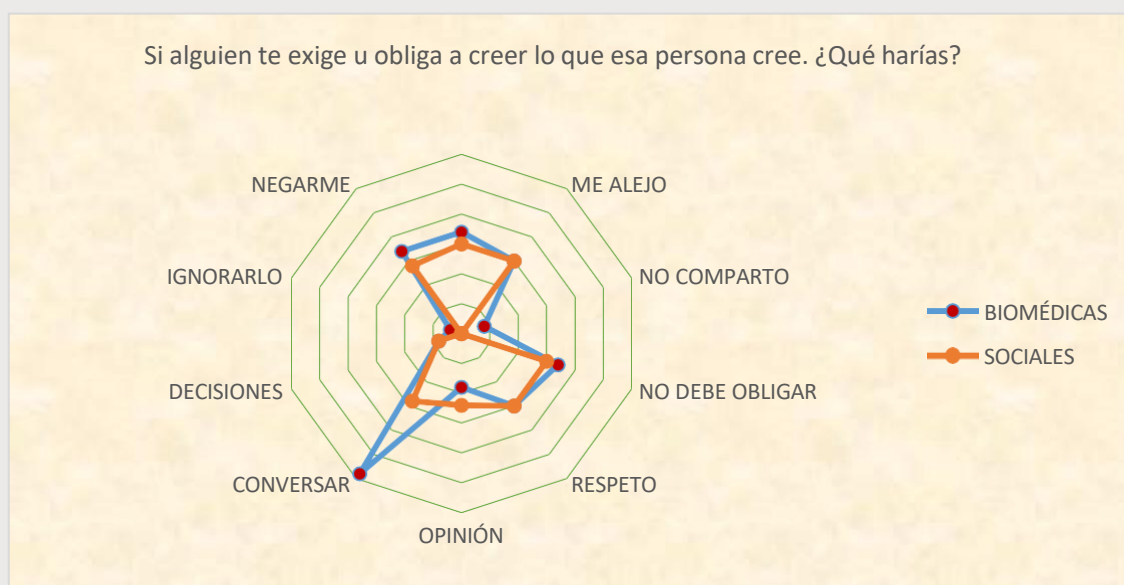 Si alguien te exige u obliga a creer lo que esa persona cree. ¿Qué harías?
NEGARME
ME ALEJO
IGNORARLO
NO COMPARTO
DECISIONES
NO DEBE OBLIGAR
CONVERSAR
RESPETO
OPINIÓN
BIOMÉDICAS
SOCIALES